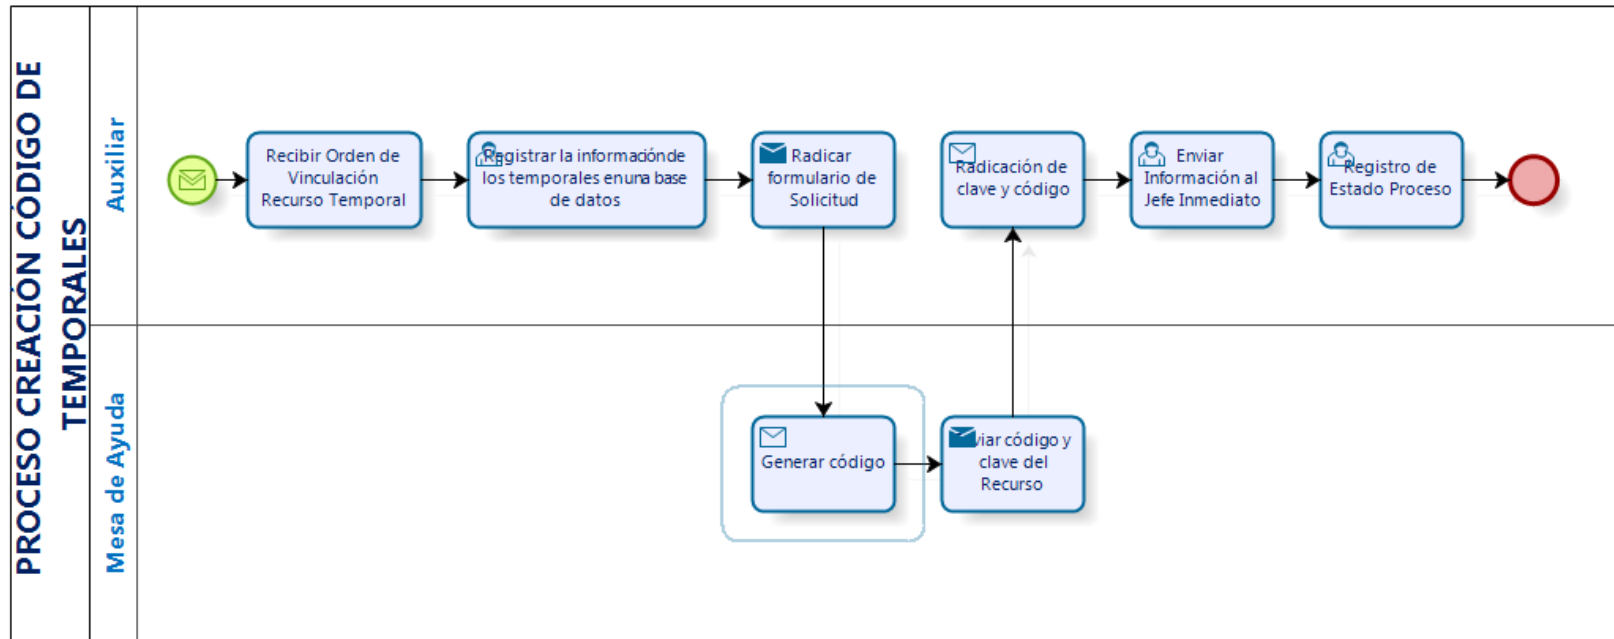 PROCESO CREACIÓN CÓDIGO DE
TEMPORALES
Auxiliar
Recibir Orden de
Vinculación
Recurso Temporal
Registrar la informaciónde
los temporales enuna base
de datos
Radicar
formulario de
Solicitud
Radicación de
clave y código
Enviar
Información al
Jefe Inmediato
Registro de
Estado Proceso
Mesa de Ayuda
Generar código
código y
clave del
Recurso